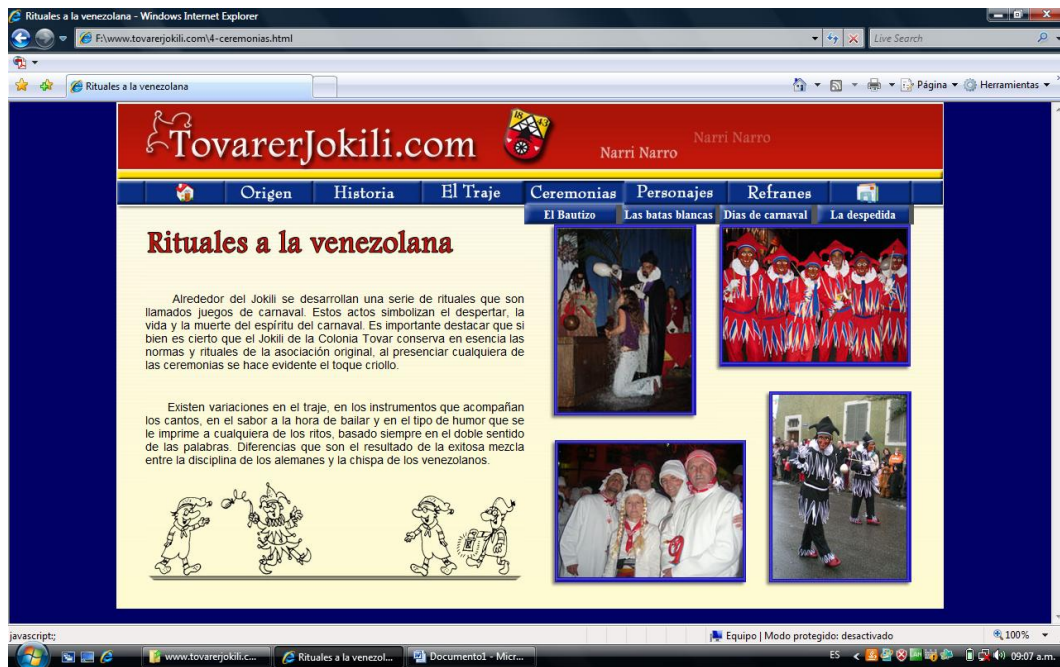 Rituales a la venezolana - Windows Internet Explorer
F:\www.tovarerjokili.com\4-ceremonias.html
Live Search
Rituales a la venezolana
Página
Herramientas
TovarerJokili.com
18 43
Narri Narro
Narri Narro
Origen Historia El Traje Ceremonias Personajes Refranes
El Bautizo Las batas blancas Dias de carnaval La despedida
Rituales a la venezolana
Alrededor del Jokili se desarrollan una serie de rituales que son
llamados juegos de carnaval. Estos actos simbolizan el despertar, la
vida y la muerte del espíritu del carnaval. Es importante destacar que si
bien es cierto que el Jokili de la Colonia Tovar conserva en esencia las
normas y rituales de la asociación original, al presenciar cualquiera de
las ceremonias se hace evidente el toque criollo.
Existen variaciones en el traje, en los instrumentos que acompañan
los cantos, en el sabor a la hora de bailar y en el tipo de humor que se
le imprime a cualquiera de los ritos, basado siempre en el doble sentido
de las palabras. Diferencias que son el resultado de la exitosa mezcla
entre la disciplina de los alemanes y la chispa de los venezolanos.
javascript:;
Equipo | Modo protegido: desactivado
100%
www.tovarerjokili.c...
Rituales a la venezol...
Documento1 - Micr...
ES
09:07 a.m.